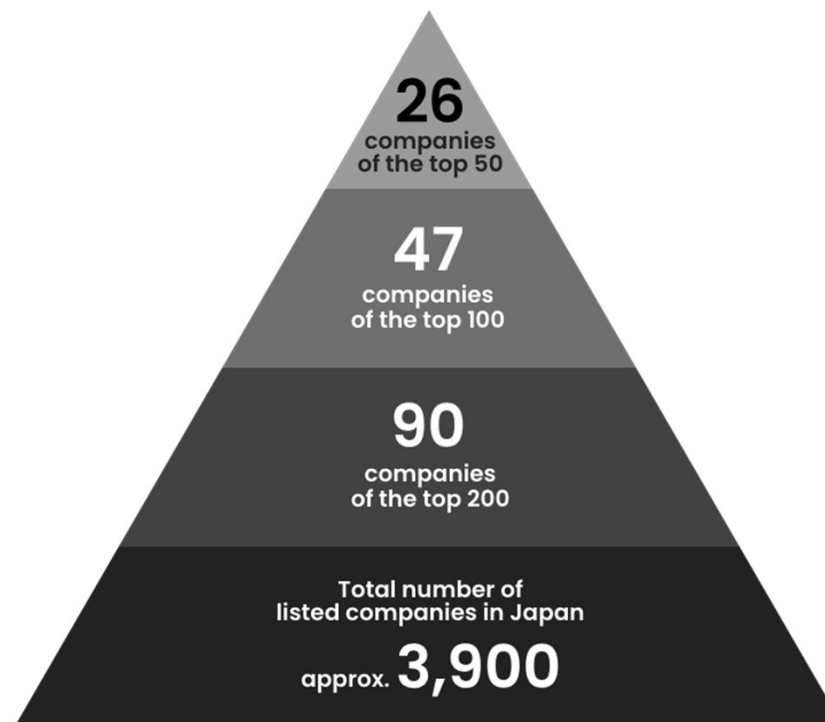 26
companies
of the top 50
47
companies
of the top 100
90
companies
of the top 200
Total number of
listed companies in Japan
approx. 3,900